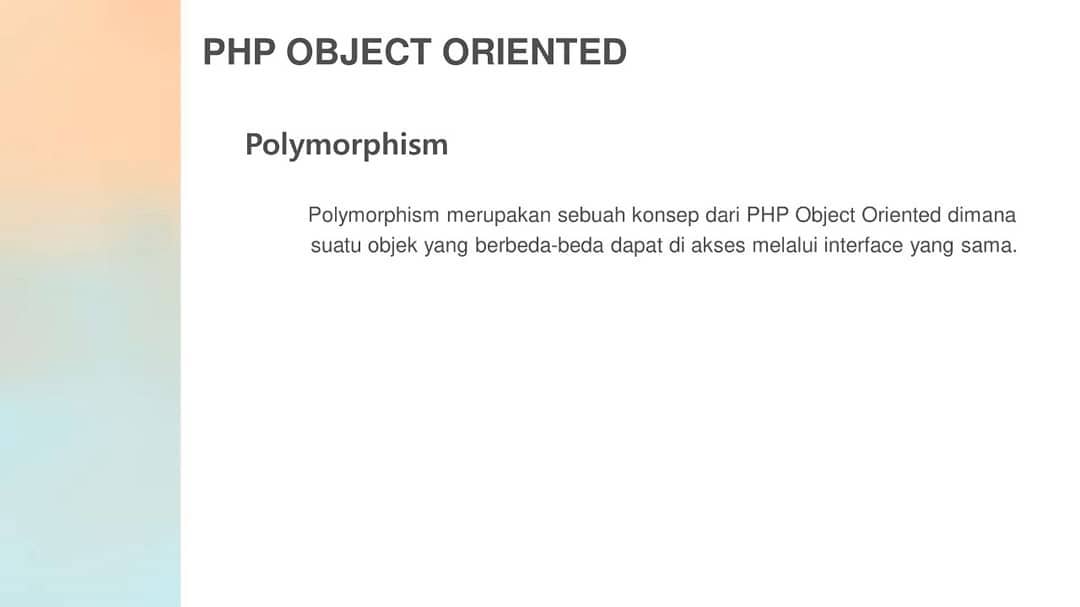 PHP OBJECT ORIENTED
Polymorphism
Polymorphism merupakan sebuah konsep dari PHP Object Oriented dimana
suatu objek yang berbeda-beda dapat di akses melalui interface yang sama.